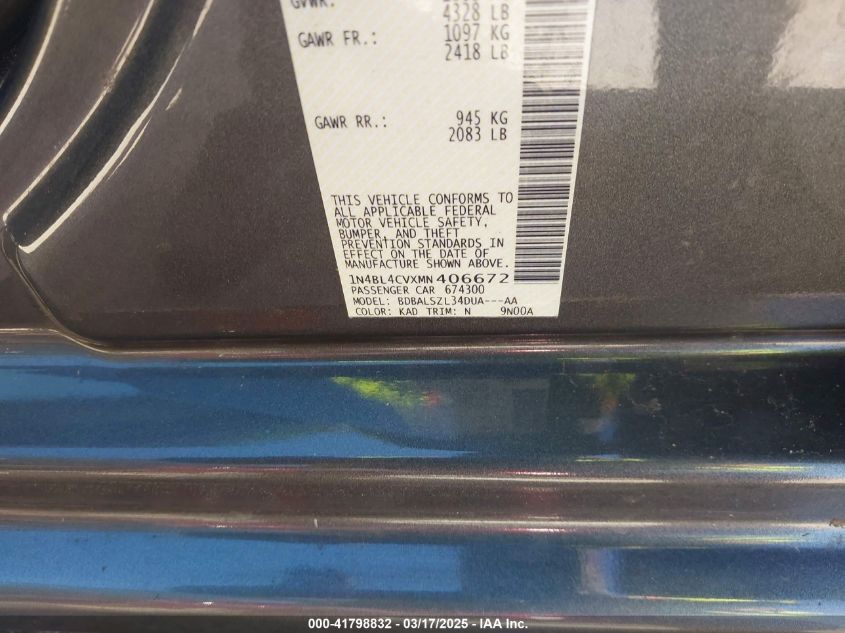 GVWR:
4328 LB
GAWR FR.: 1097 KG
2418 LB
GAWR RR.: 945 KG
2083 LB
THIS VEHICLE CONFORMS TO
ALL APPLICABLE FEDERAL
MOTOR VEHICLE SAFETY,
BUMPER, AND THEFT
PREVENTION STANDARDS IN
EFFECT ON THE DATE OF
MANUFACTURE SHOWN ABOVE.
1N4BL4CVXMN406672
PASSENGER CAR 674300
MODEL: BDBALSZL34DUA---AA
COLOR: KAD TRIM: N 9N00A
000-41798832 / 03/17/2025 - IAA Inc.